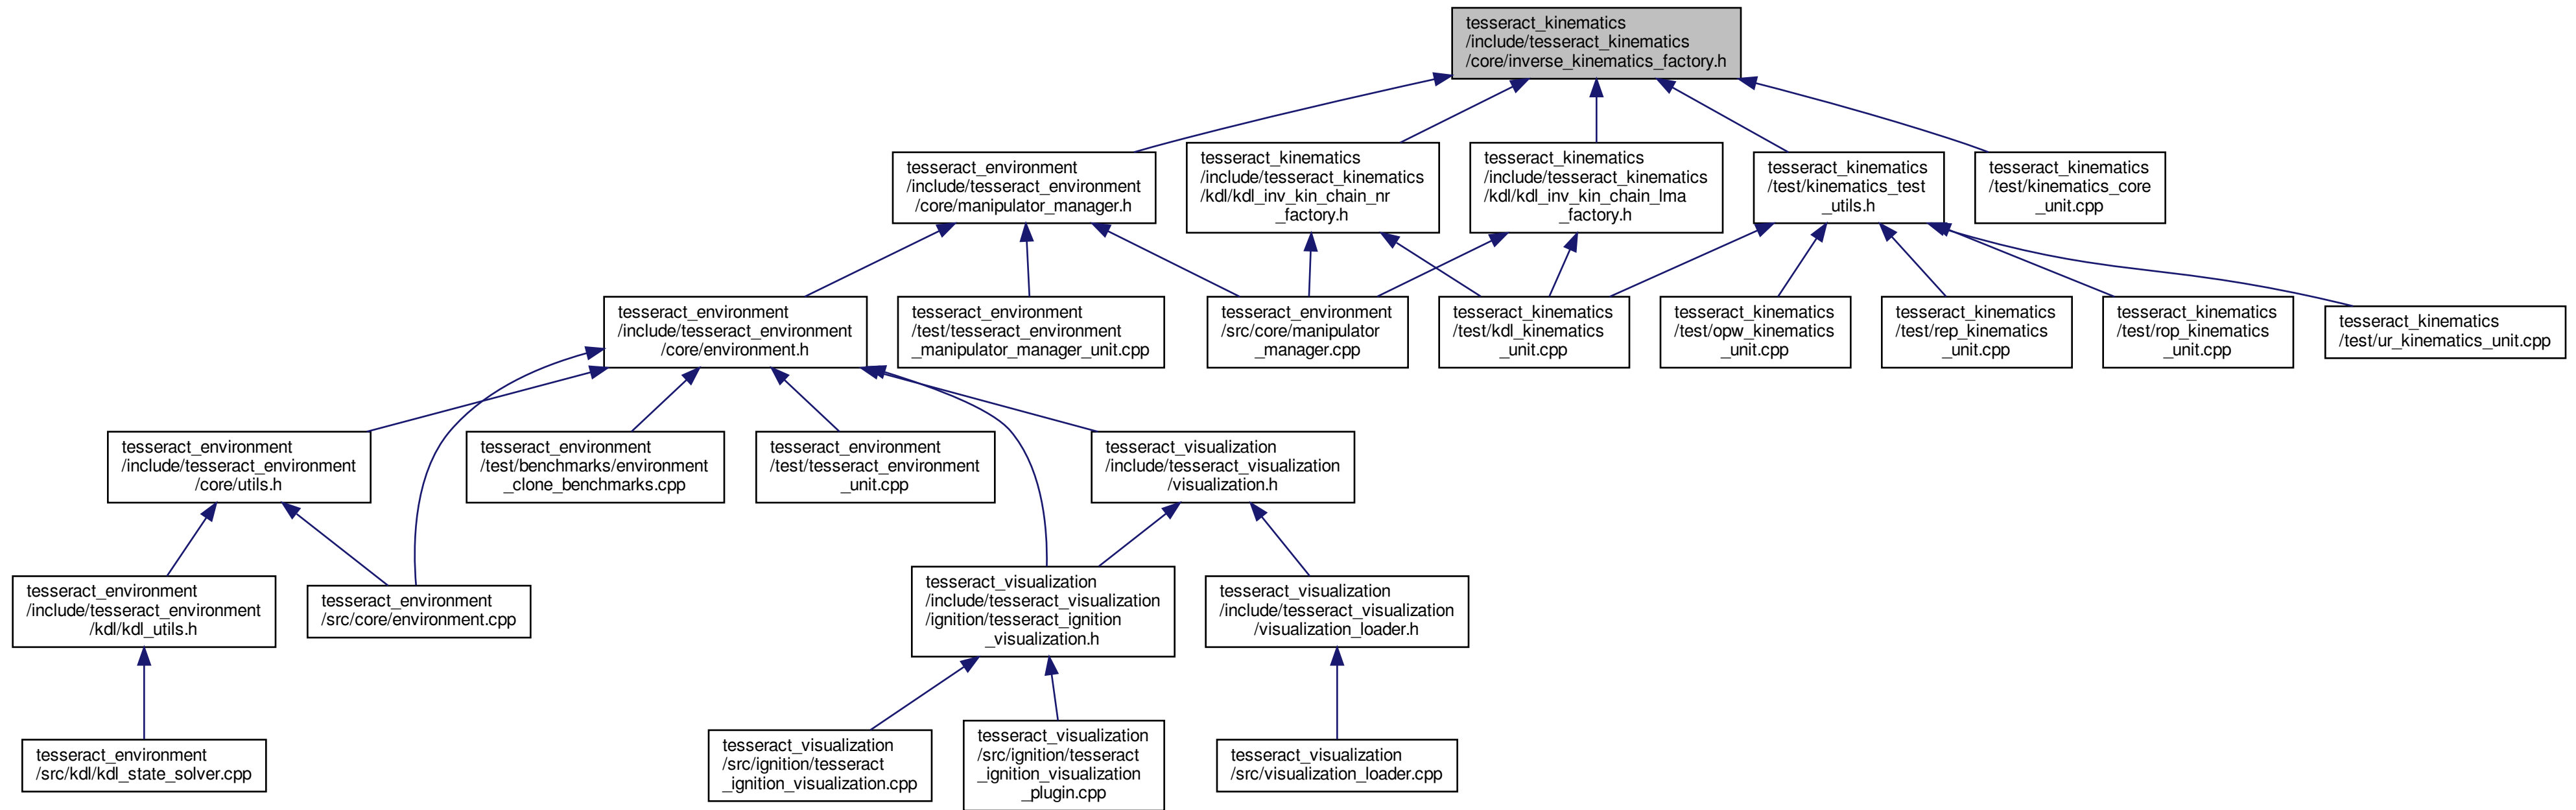 tesseract_kinematics
/include/tesseract_kinematics
/core/inverse_kinematics_factory.h
tesseract_environment
/include/tesseract_environment
/core/manipulator_manager.h
tesseract_kinematics
/include/tesseract_kinematics
/kdl/kdl_inv_kin_chain_nr
_factory.h
tesseract_kinematics
/include/tesseract_kinematics
/kdl/kdl_inv_kin_chain_lma
_factory.h
tesseract_kinematics
/test/kinematics_test
_utils.h
tesseract_kinematics
/test/kinematics_core
_unit.cpp
tesseract_environment
/include/tesseract_environment
/core/environment.h
tesseract_environment
/test/tesseract_environment
_manipulator_manager_unit.cpp
tesseract_environment
/src/core/manipulator
_manager.cpp
tesseract_kinematics
/test/kdl_kinematics
_unit.cpp
tesseract_kinematics
/test/opw_kinematics
_unit.cpp
tesseract_kinematics
/test/rep_kinematics
_unit.cpp
tesseract_kinematics
/test/rop_kinematics
_unit.cpp
tesseract_kinematics
/test/ur_kinematics_unit.cpp
tesseract_environment
/include/tesseract_environment
/core/utils.h
tesseract_environment
/test/benchmarks/environment
_clone_benchmarks.cpp
tesseract_environment
/test/tesseract_environment
_unit.cpp
tesseract_visualization
/include/tesseract_visualization
/visualization.h
tesseract_environment
/include/tesseract_environment
/kdl/kdl_utils.h
tesseract_environment
/src/core/environment.cpp
tesseract_visualization
/include/tesseract_visualization
/ignition/tesseract_ignition
_visualization.h
tesseract_visualization
/include/tesseract_visualization
/visualization_loader.h
tesseract_environment
/src/kdl/kdl_state_solver.cpp
tesseract_visualization
/src/ignition/tesseract
_ignition_visualization.cpp
tesseract_visualization
/src/ignition/tesseract
_ignition_visualization
_plugin.cpp
tesseract_visualization
/src/visualization_loader.cpp